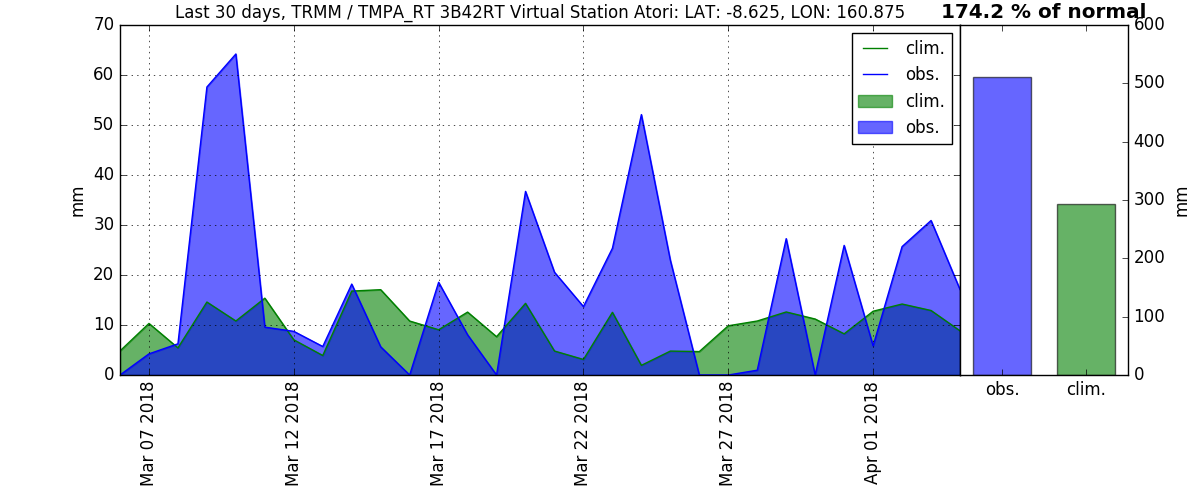 Last 30 days, TRMM / TMPA_RT 3B42RT Virtual Station Atori: LAT: -8.625, LON: 160.875
174.2 % of normal
70
60
50
40
30
20
10
0
mm
clim.
obs.
clim.
obs.
Mar 07 2018
Mar 12 2018
Mar 17 2018
Mar 22 2018
Mar 27 2018
Apr 01 2018
600
500
400
300
200
100
0
mm
obs.
clim.